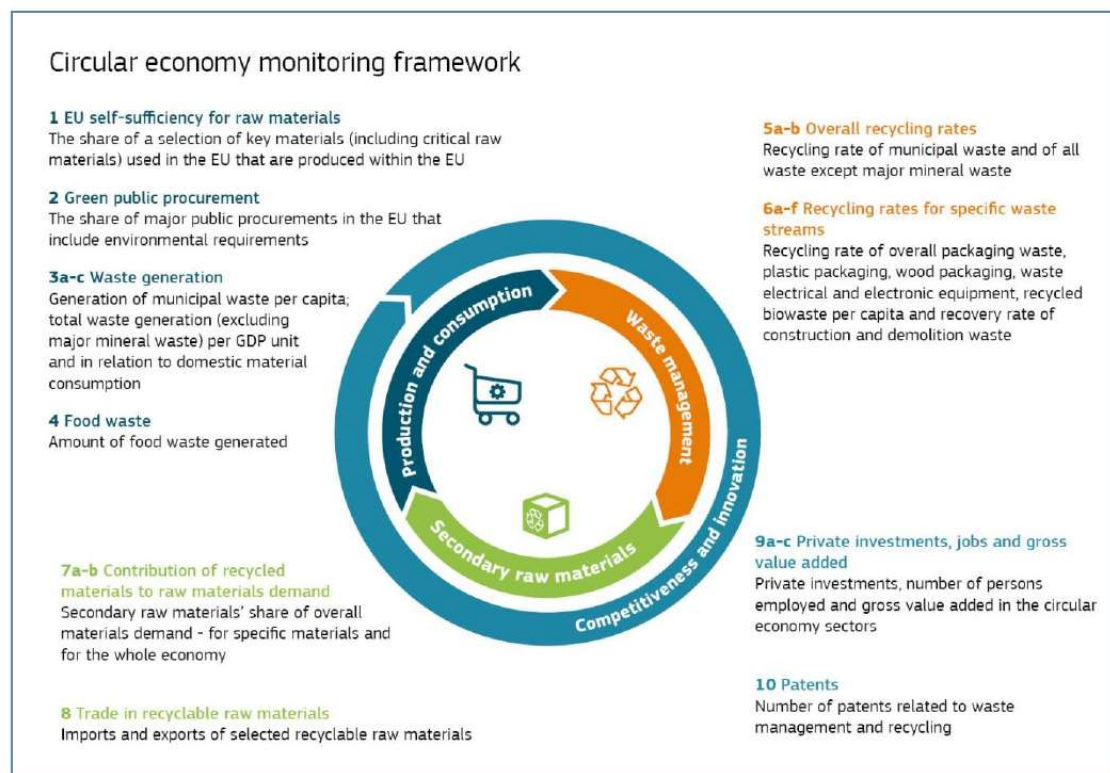 Circular economy monitoring framework
1 EU self-sufficiency for raw materials
The share of a selection of key materials (including critical raw
materials) used in the EU that are produced within the EU
2 Green public procurement
The share of major public procurements in the EU that
include environmental requirements
3a-c Waste generation
Generation of municipal waste per capita;
total waste generation (excluding
major mineral waste) per GDP unit
and in relation to domestic material
consumption
4 Food waste
Amount of food waste generated
5a-b Overall recycling rates
Recycling rate of municipal waste and of all
waste except major mineral waste
6a-f Recycling rates for specific waste
streams
Recycling rate of overall packaging waste,
plastic packaging, wood packaging, waste
electrical and electronic equipment, recycled
biowaste per capita and recovery rate of
construction and demolition waste
Production and consumption
Waste management
Secondary raw materials
Competitiveness and innovation
7a-b Contribution of recycled
materials to raw materials demand
Secondary raw materials' share of overall
materials demand - for specific materials and
for the whole economy
8 Trade in recyclable raw materials
Imports and exports of selected recyclable raw materials
9a-c Private investments, jobs and gross
value added
Private investments, number of persons
employed and gross value added in the circular
economy sectors
10 Patents
Number of patents related to waste
management and recycling